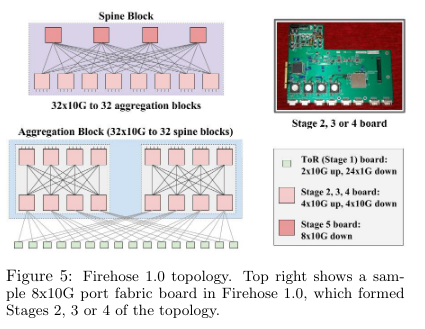 Spine Block
32x10G to 32 aggregation blocks
Aggregation Block (32x10G to 32 spine blocks)
Stage 2, 3 or 4 board
ToR (Stage 1) board:
2x10G up, 24x1G down
Stage 2, 3, 4 board:
4x10G up, 4x10G down
Stage 5 board:
8x10G down
Figure 5: Firehose 1.0 topology. Top right shows a sam-
ple 8x10G port fabric board in Firehose 1.0, which formed
Stages 2, 3 or 4 of the topology.